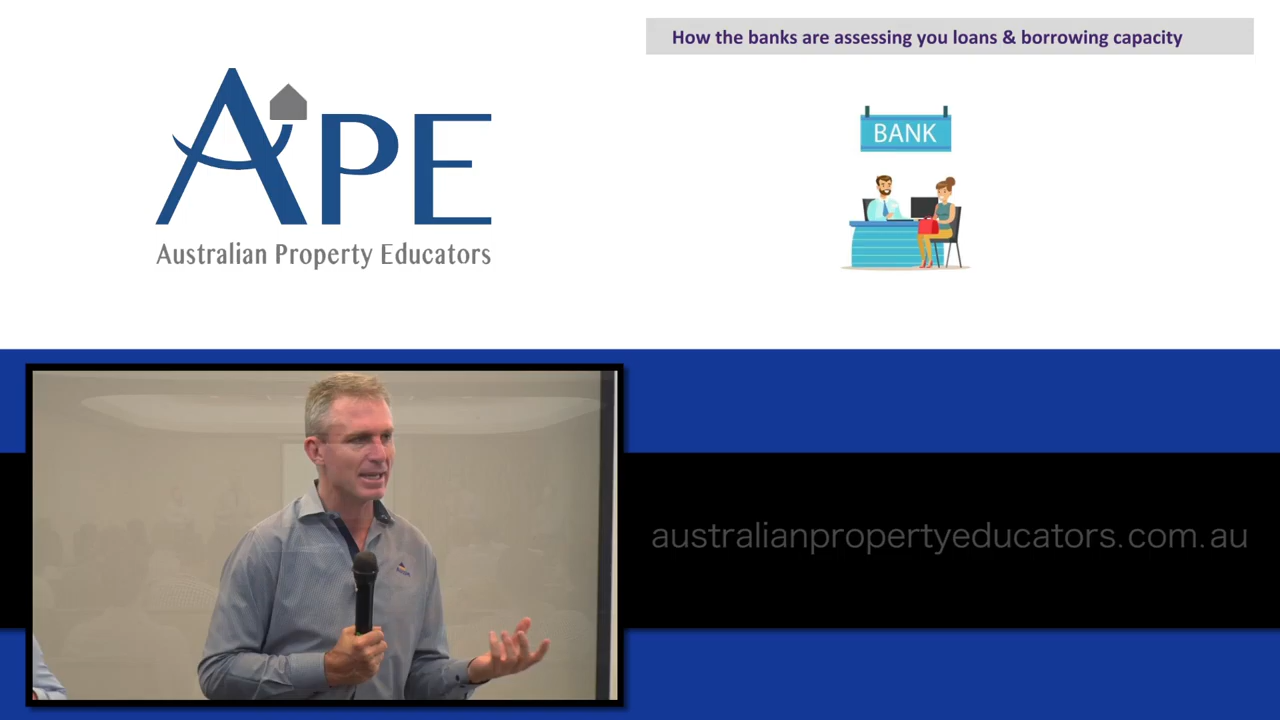 How the banks are assessing you loans & borrowing capacity
APE
Australian Property Educators
BANK
australianpropertyeducators.com.au